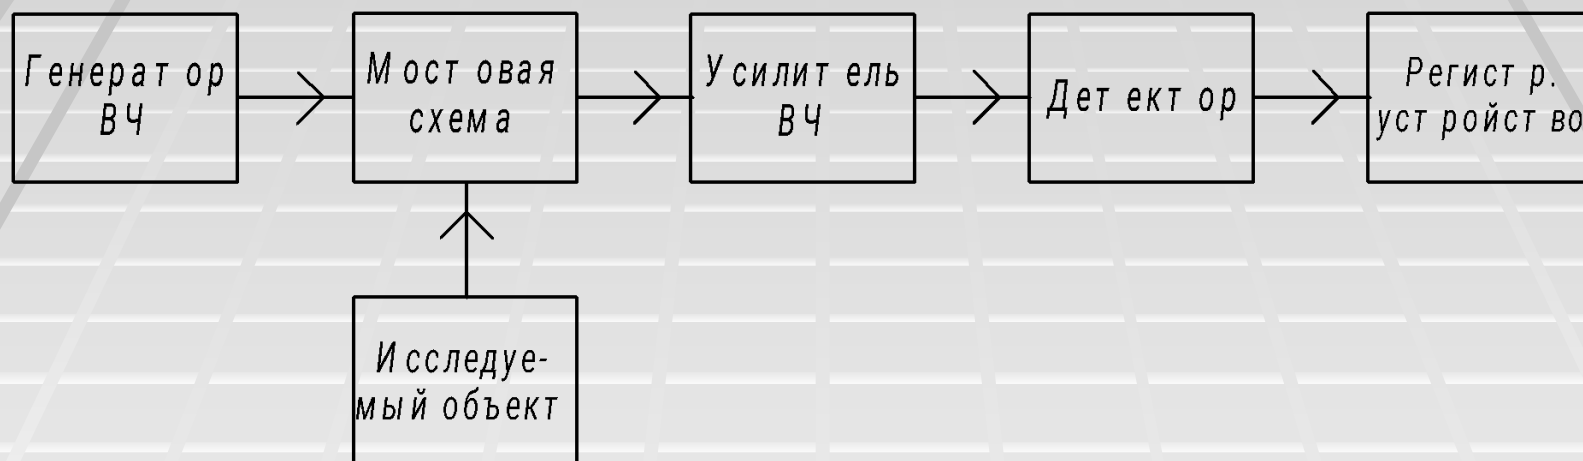 Генератор
ВЧ
Мостовая
схема
Усилитель
ВЧ
Детектор
Регистр.
устройство
Исследуе-
мый объект